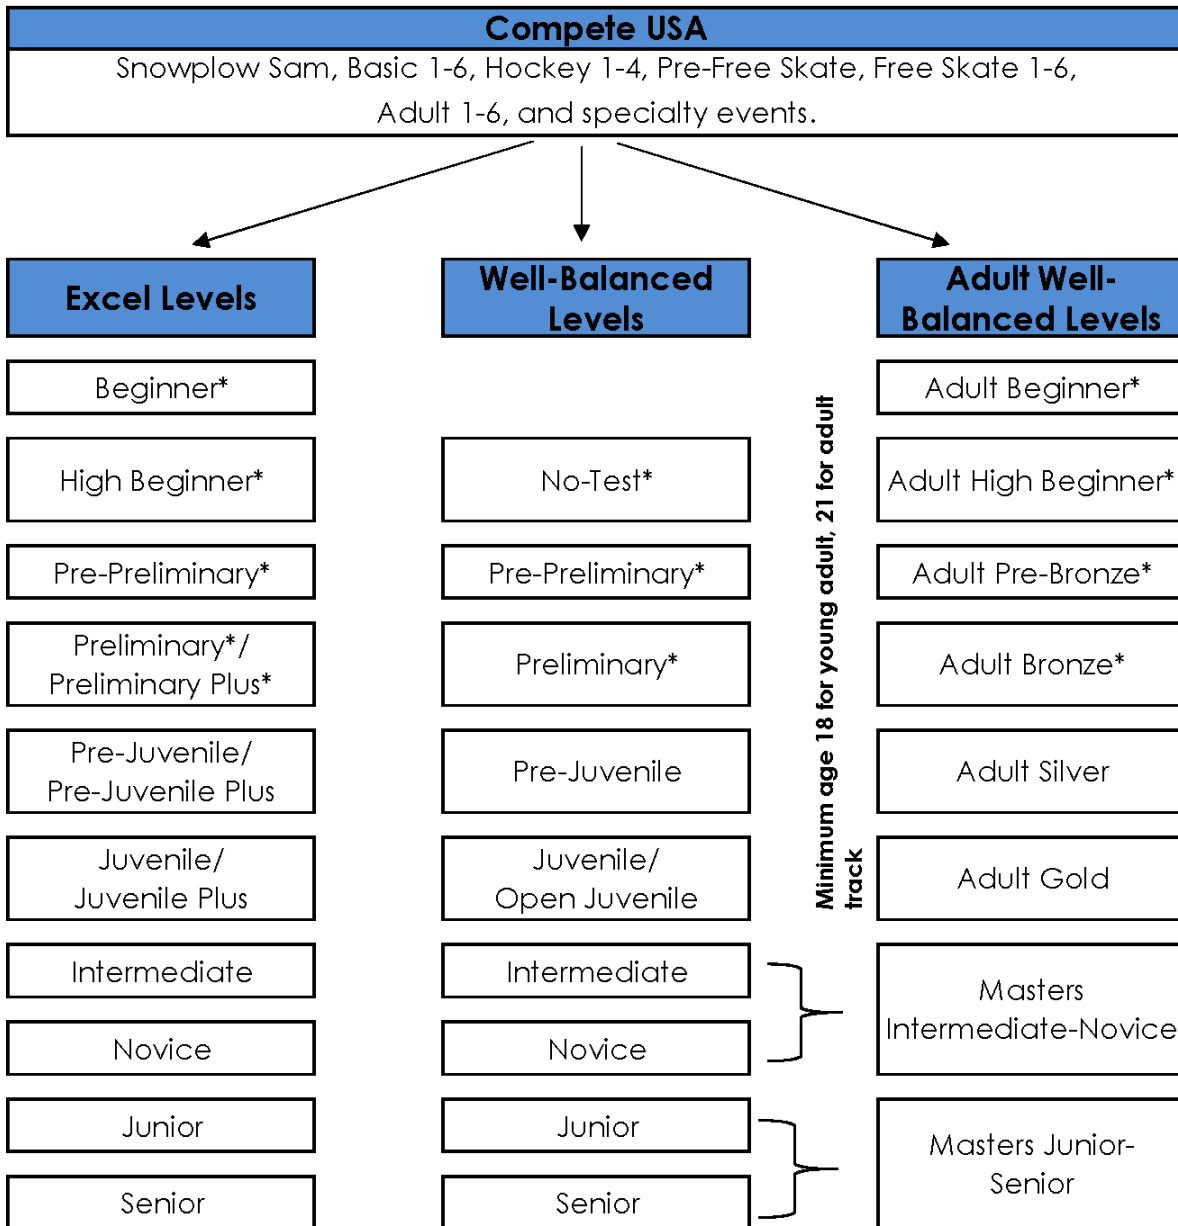 Compete USA
Snowplow Sam, Basic 1-6, Hockey 1-4, Pre-Free Skate, Free Skate 1-6,
Adult 1-6, and specialty events.
Excel Levels
Beginner*
High Beginner*
Pre-Preliminary*
Preliminary*/
Preliminary Plus*
Pre-Juvenile/
Pre-Juvenile Plus
Juvenile/
Juvenile Plus
Intermediate
Novice
Junior
Senior
Well-Balanced
Levels
No-Test*
Pre-Preliminary*
Preliminary*
Pre-Juvenile
Juvenile/
Open Juvenile
Intermediate
Novice
Junior
Senior
Minimum age 18 for young adult, 21 for adult
track
Adult Well-
Balanced Levels
Adult Beginner*
Adult High Beginner*
Adult Pre-Bronze*
Adult Bronze*
Adult Silver
Adult Gold
Masters
Intermediate-Novice
Masters Junior-
Senior